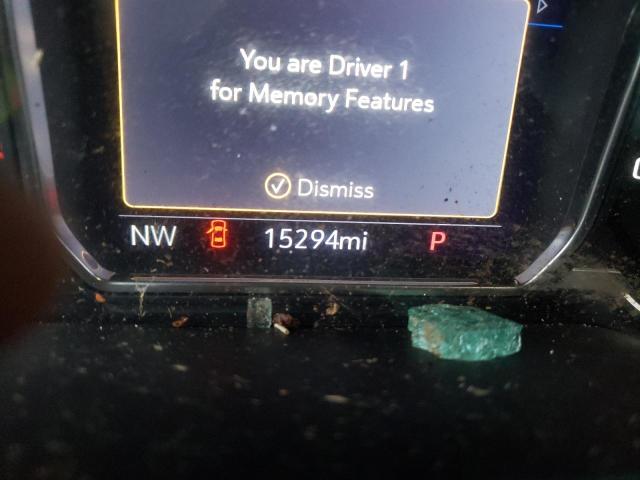 You are Driver 1
for Memory Features
Dismiss
NW 15294mi P